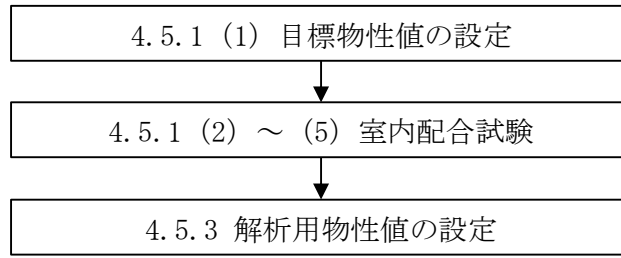 4.5.1 (1) 目標物性値の設定
4.5.1 (2) ～ (5) 室内配合試験
4.5.3 解析用物性値の設定